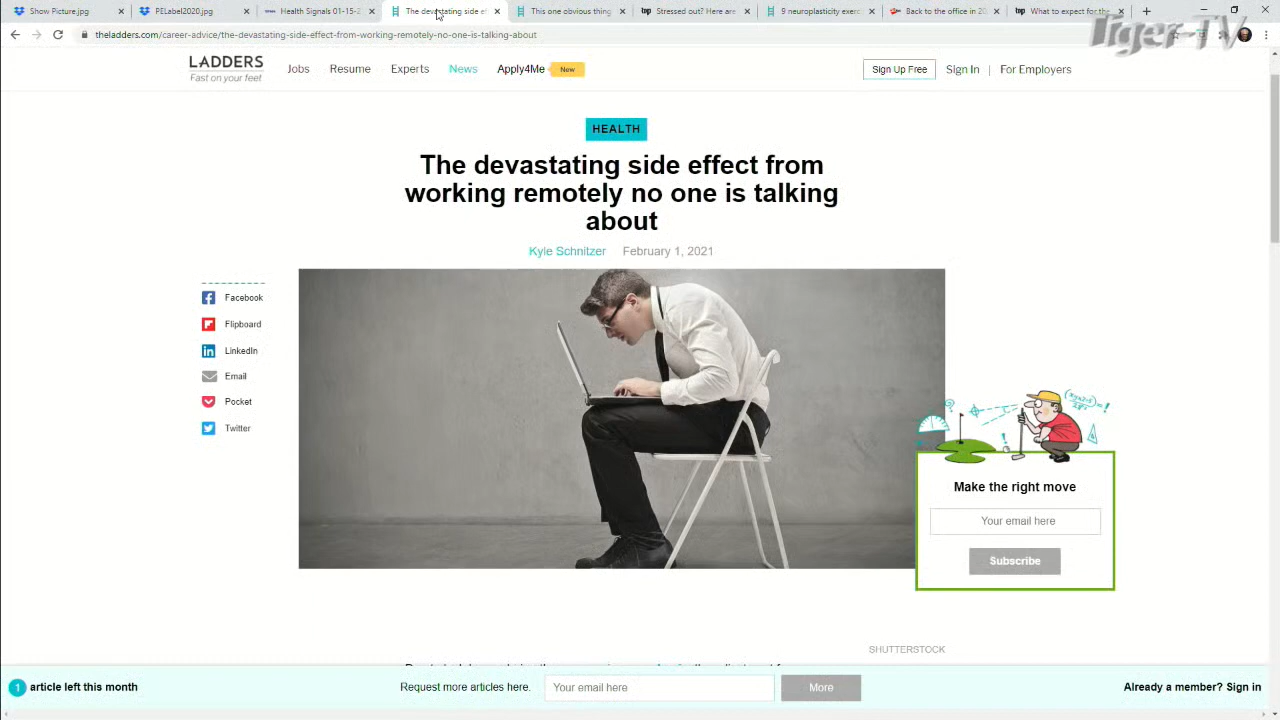 Show Picture.jpg
PELabel2020.jpg
Health Signals 01-15-2
The devastating side ef
This one obvious thing
Stressed out? Here are
9 neuroplasticity exerc
Back to the office in 20
What to expect for the
Tiger TV
theladders.com/career-advice/the-devastating-side-effect-from-working-remotely-no-one-is-talking-about
LADDERS
Fast on your feet
Jobs Resume Experts News Apply4Me New
Sign Up Free Sign In | For Employers
HEALTH
The devastating side effect from
working remotely no one is talking
about
Kyle Schnitzer February 1, 2021
Facebook
Flipboard
LinkedIn
Email
Pocket
Twitter
Make the right move
Your email here
Subscribe
SHUTTERSTOCK
1 article left this month
Request more articles here.
Your email here
More
Already a member? Sign in